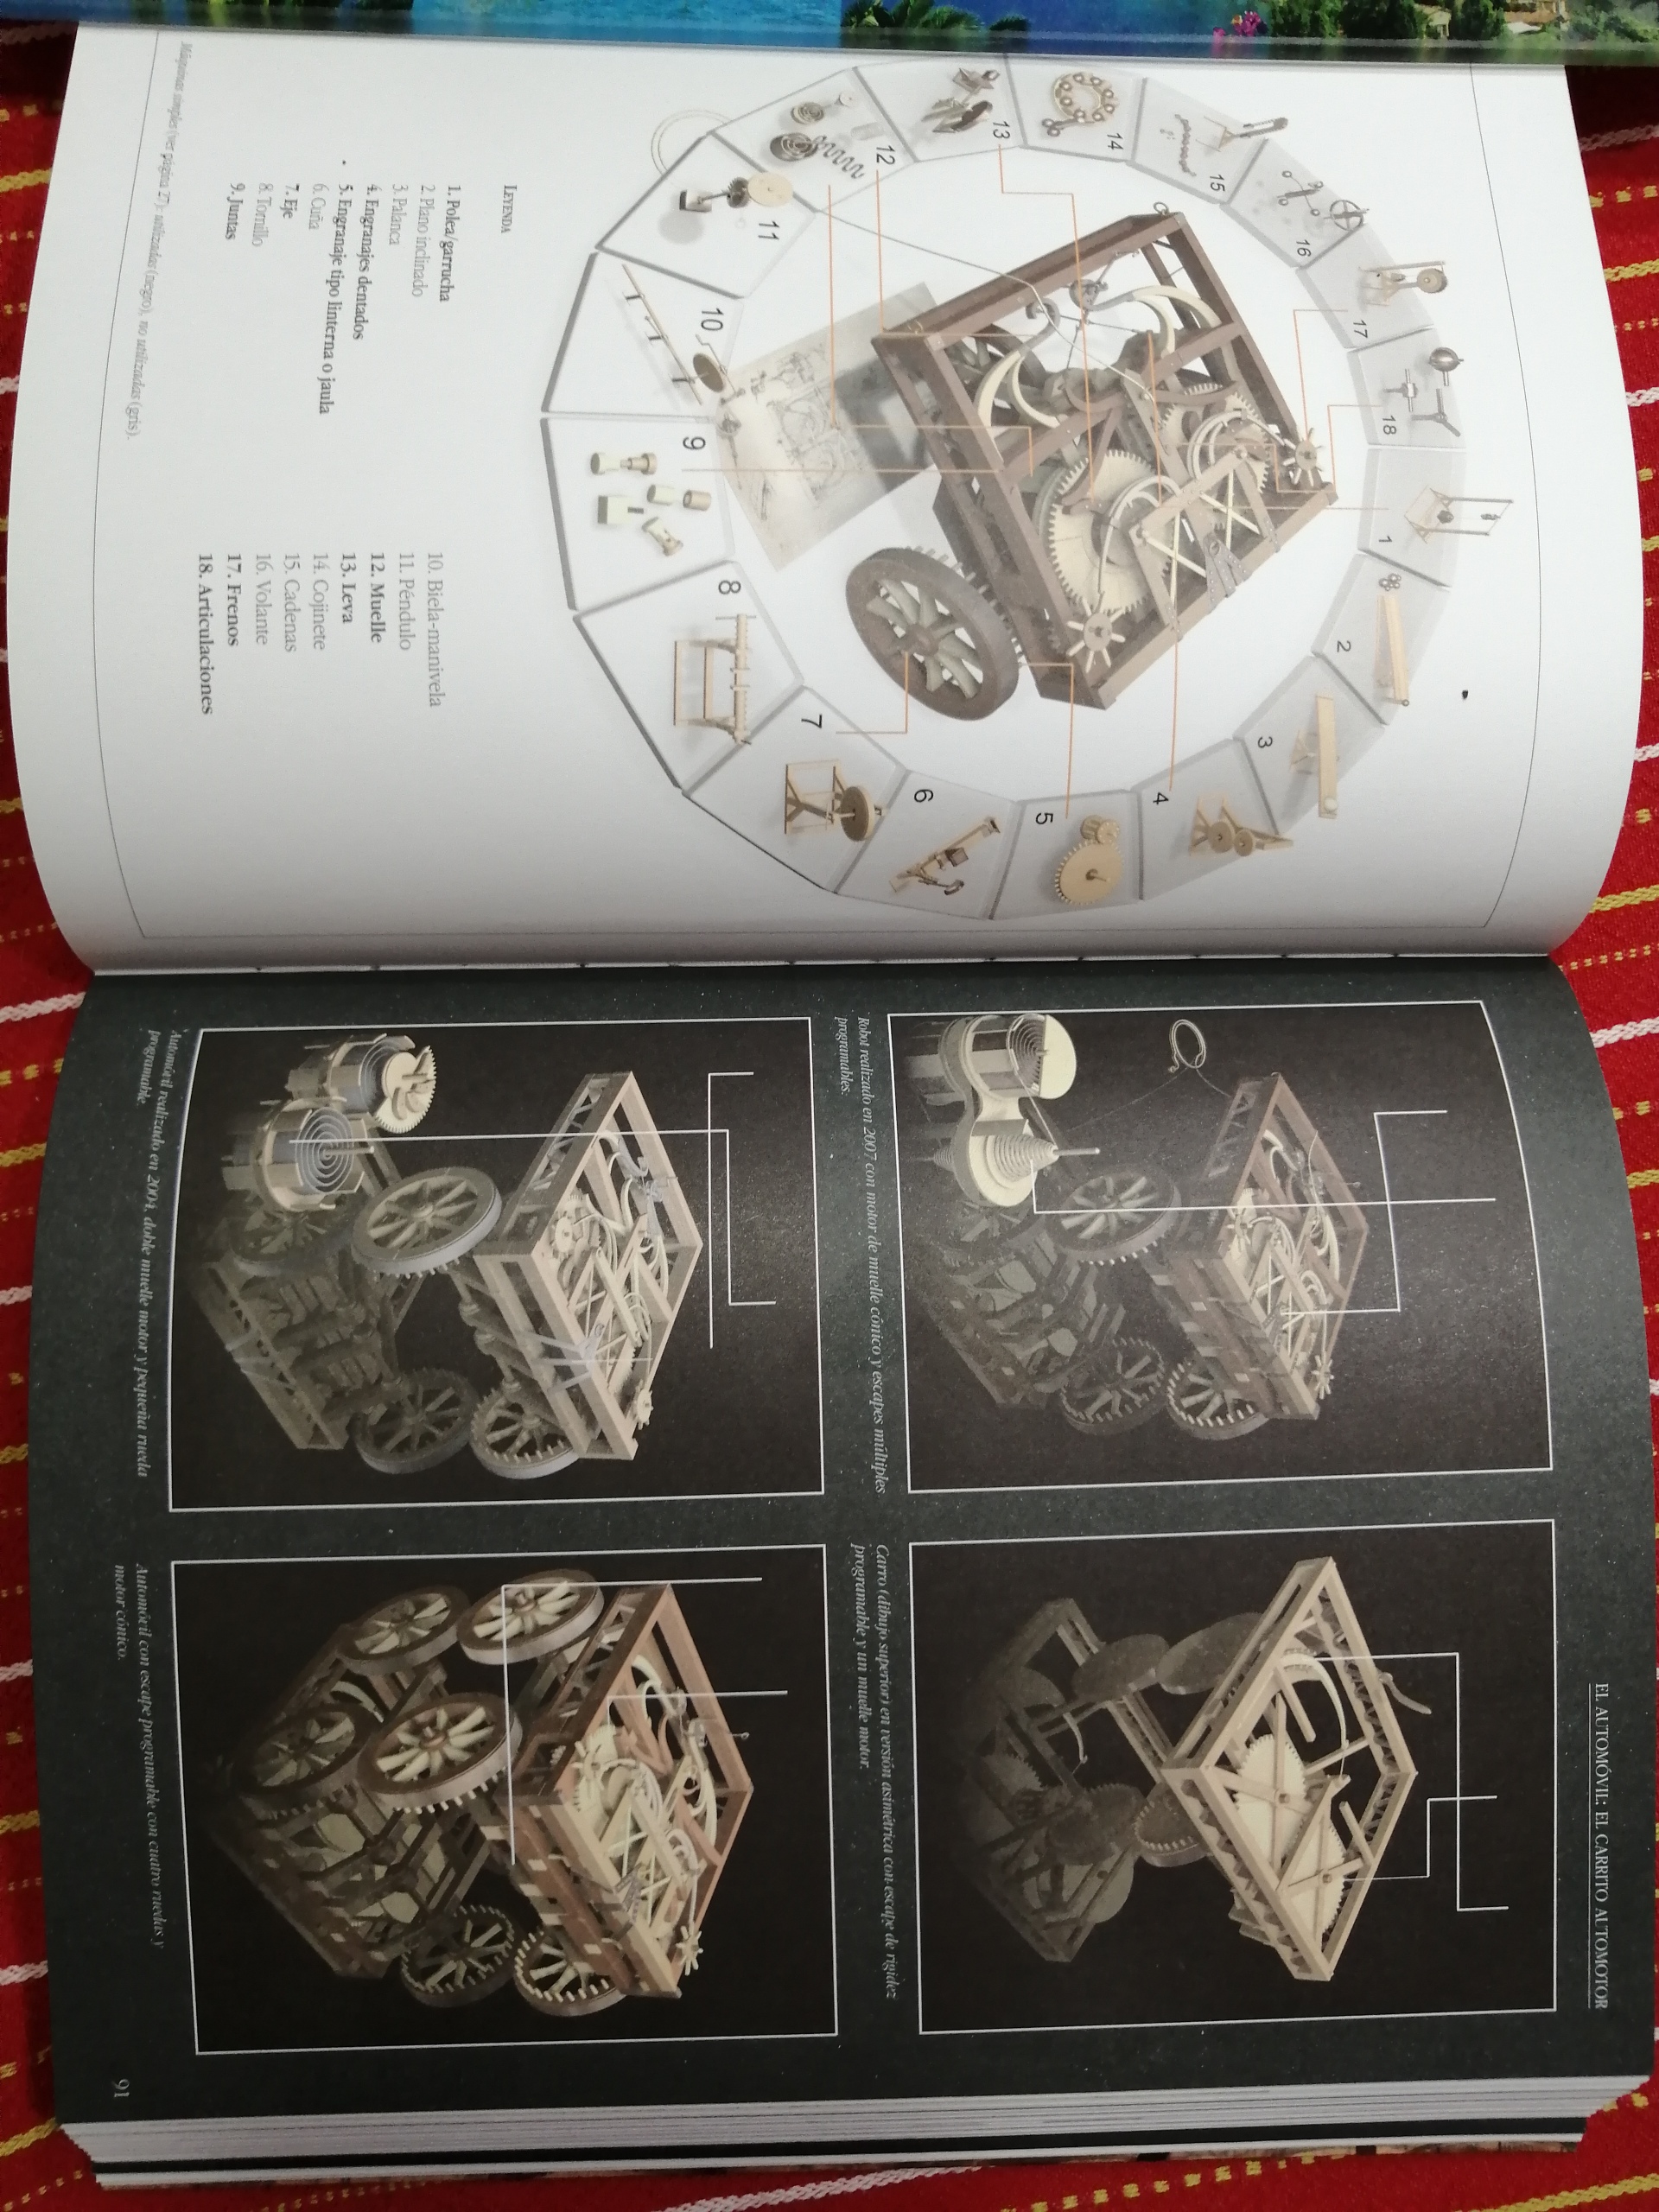 1
2
3
4
5
6
7
8
9
10
11
12
13
14
15
16
17
18
LEYENDA
1. Polea/garrucha
2. Plano inclinado
3. Palanca
4. Engranajes dentados
5. Engranaje tipo linterna o jaula
6. Cuña
7. Eje
8. Tornillo
9. Juntas
10. Biela-manivela
11. Péndulo
12. Muelle
13. Leva
14. Cojinete
15. Cadenas
16. Volante
17. Frenos
18. Articulaciones
Máquinas simples (ver página 27): utilizadas (negro), no utilizadas (gris).
EL AUTOMÓVIL: EL CARRITO AUTOMOTOR
Robot realizado en 2007 con motor de muelle cónico y escapes múltiples
programables.
Carro (dibujo superior) en versión asimétrica con escape de rigidez
programable y un muelle motor.
Automóvil realizado en 2004, doble muelle motor y pequeña rueda
programable.
Automóvil con escape programable con cuatro ruedas y
motor cónico.
91